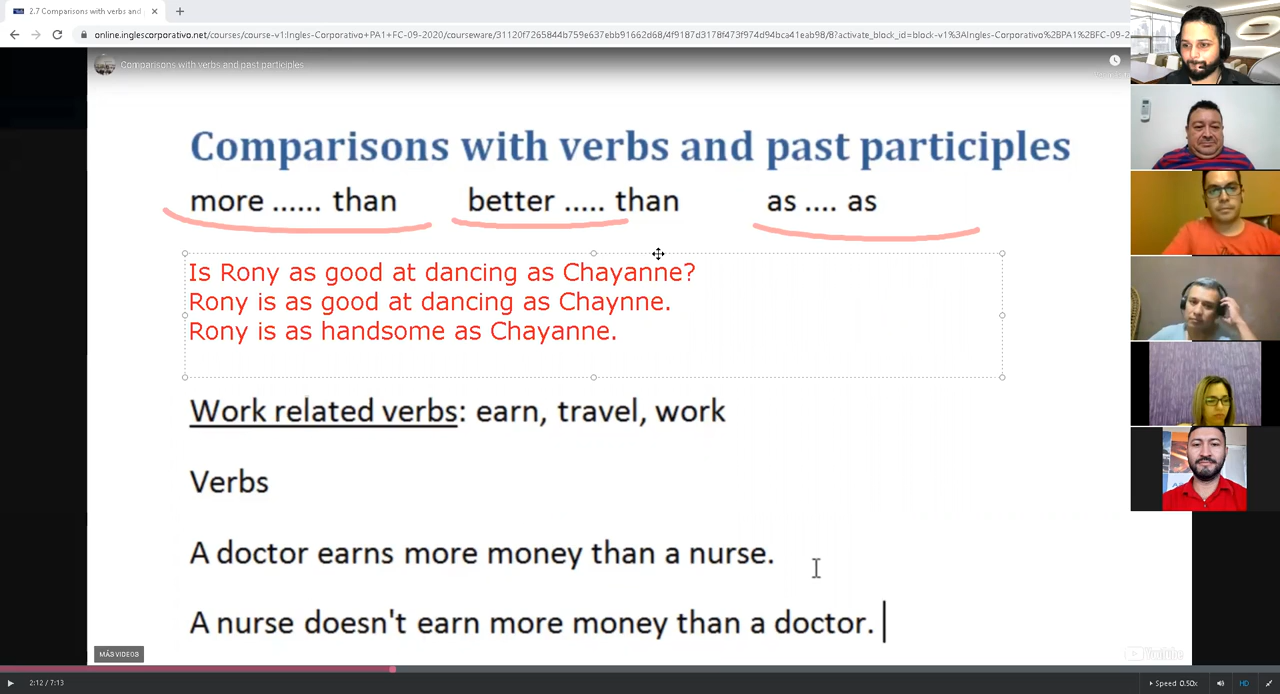 2.7 Comparisons with verbs and
online.inglescorporativo.net/courses/course-v1:Ingles-Corporativo+PA1+FC-09-2020/courseware/31120f7265844b759e637ebb91662d68/4f9187d3178f473f974d94bca41eab98/8?activate_block_id=block-v1%3AIngles-Corporativo%2BPA1%2BFC-09-2
Comparisons with verbs and past participles
Comparisons with verbs and past participles
more ...... than better ..... than as .... as
Is Rony as good at dancing as Chayanne?
Rony is as good at dancing as Chaynne.
Rony is as handsome as Chayanne.
Work related verbs: earn, travel, work
Verbs
A doctor earns more money than a nurse.
A nurse doesn't earn more money than a doctor.
MÁS VIDEOS
YouTube
2:12 / 7:13
Speed 0.50x
HD